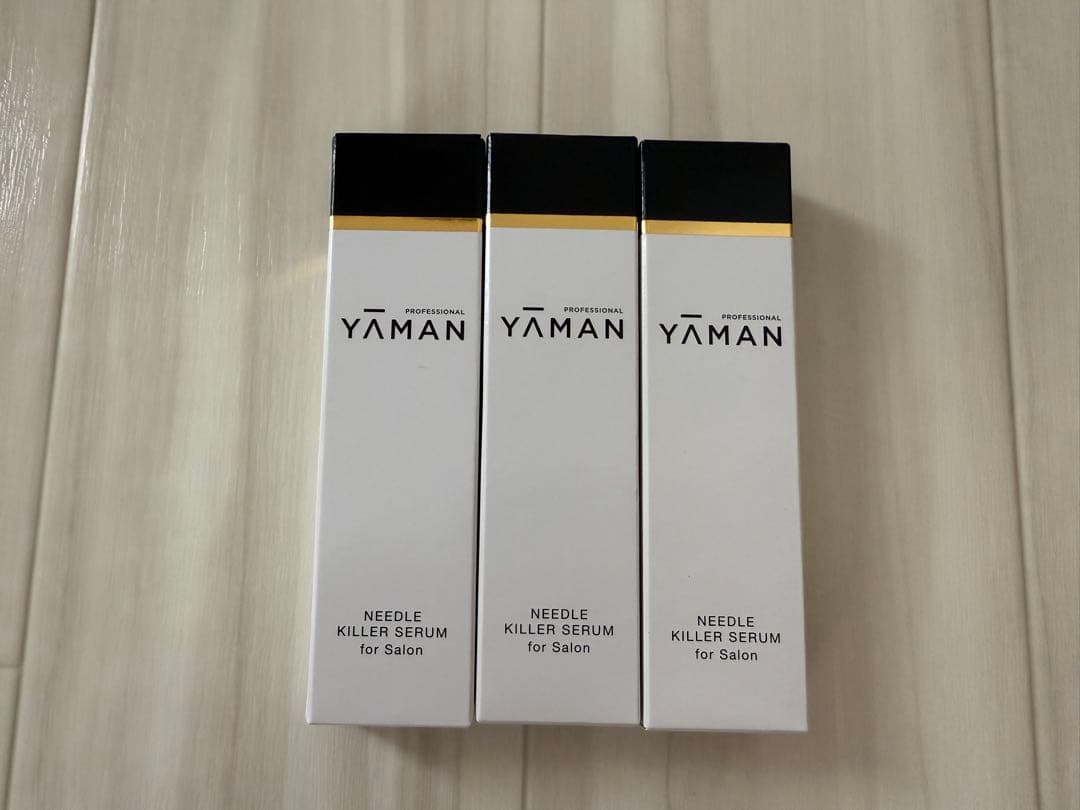 PROFESSIONAL
YĀMAN
NEEDLE
KILLER SERUM
for Salon
PROFESSIONAL
YĀMAN
NEEDLE
KILLER SERUM
for Salon
PROFESSIONAL
YĀMAN
NEEDLE
KILLER SERUM
for Salon